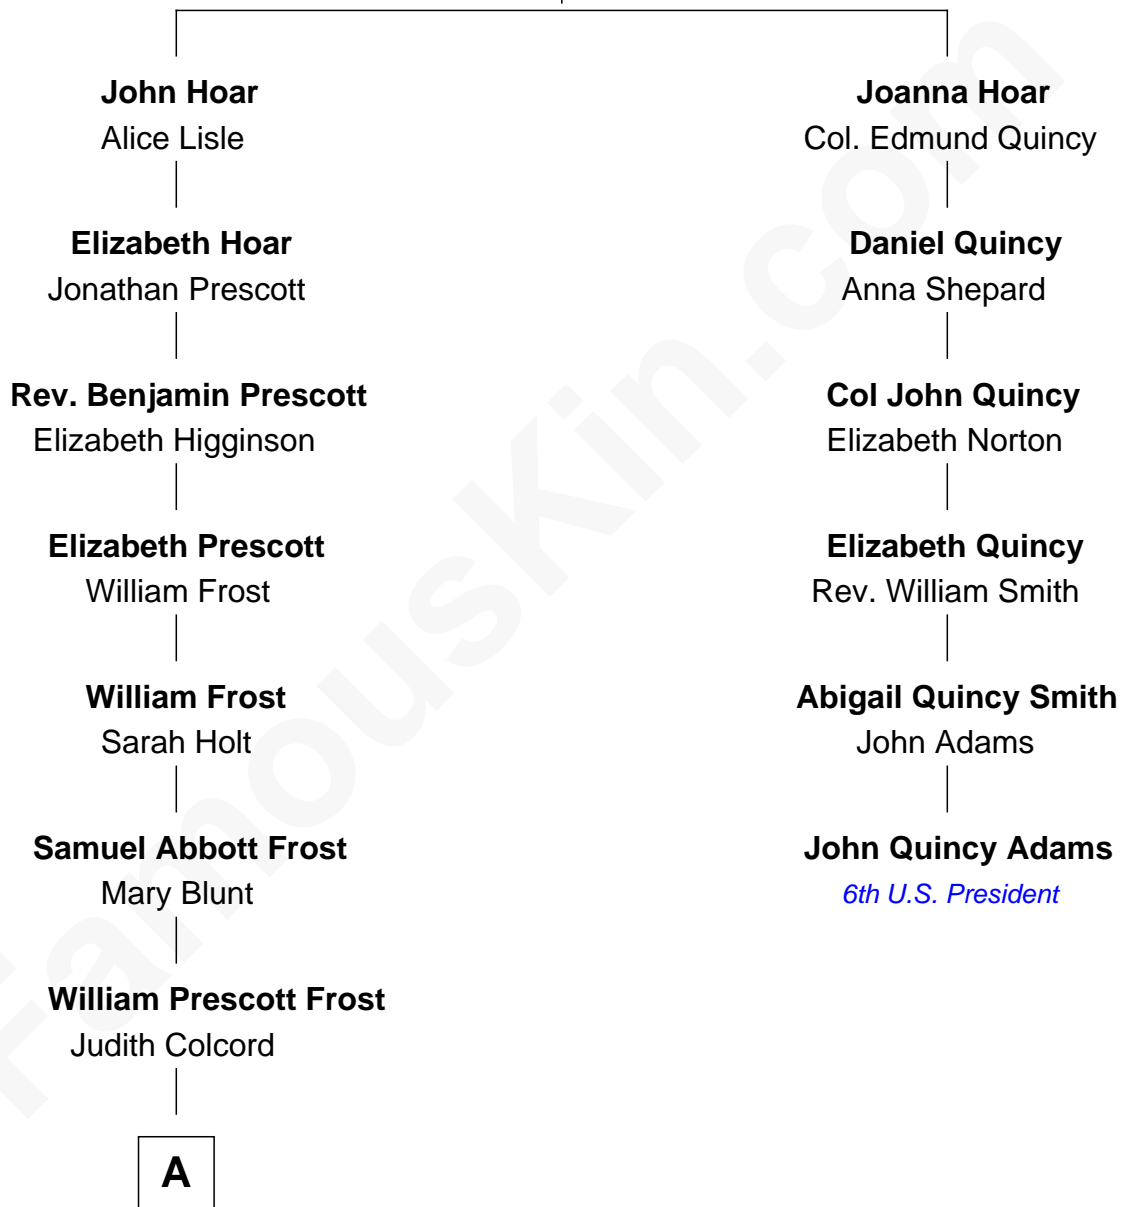 John Hoar
Alice Lisle
Joanna Hoar
Col. Edmund Quincy
Elizabeth Hoar
Jonathan Prescott
Daniel Quincy
Anna Shepard
Rev. Benjamin Prescott
Elizabeth Higginson
Col John Quincy
Elizabeth Norton
Elizabeth Prescott
William Frost
Elizabeth Quincy
Rev. William Smith
William Frost
Sarah Holt
Abigail Quincy Smith
John Adams
Samuel Abbott Frost
Mary Blunt
John Quincy Adams
6th U.S. President
William Prescott Frost
Judith Colcord
A
FamousKin.com